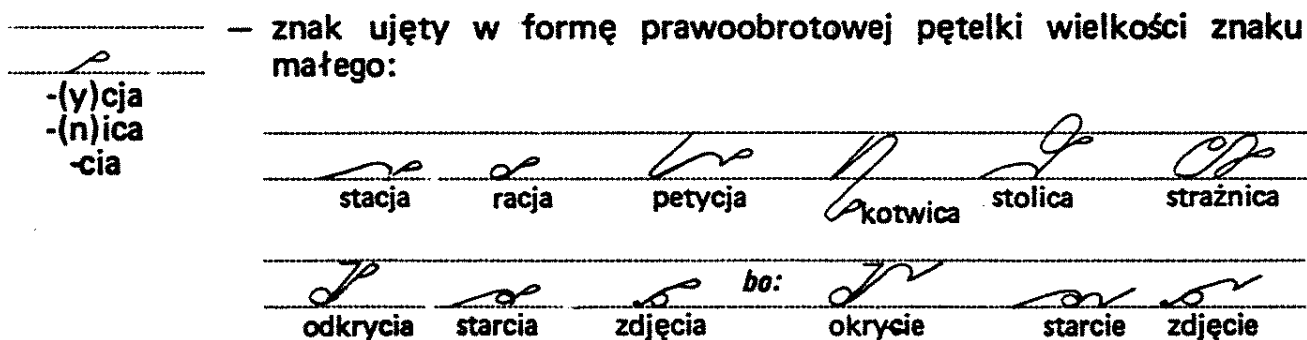 — znak ujęty w formę prawoobrotowej pętelki wielkości znaku
małego:
-(y)cja
-(n)ica
-cia
stacja racja petycja kotwica stolica strażnica
bo:
odkrycia starcia zdjęcia okrycie starcie zdjęcie